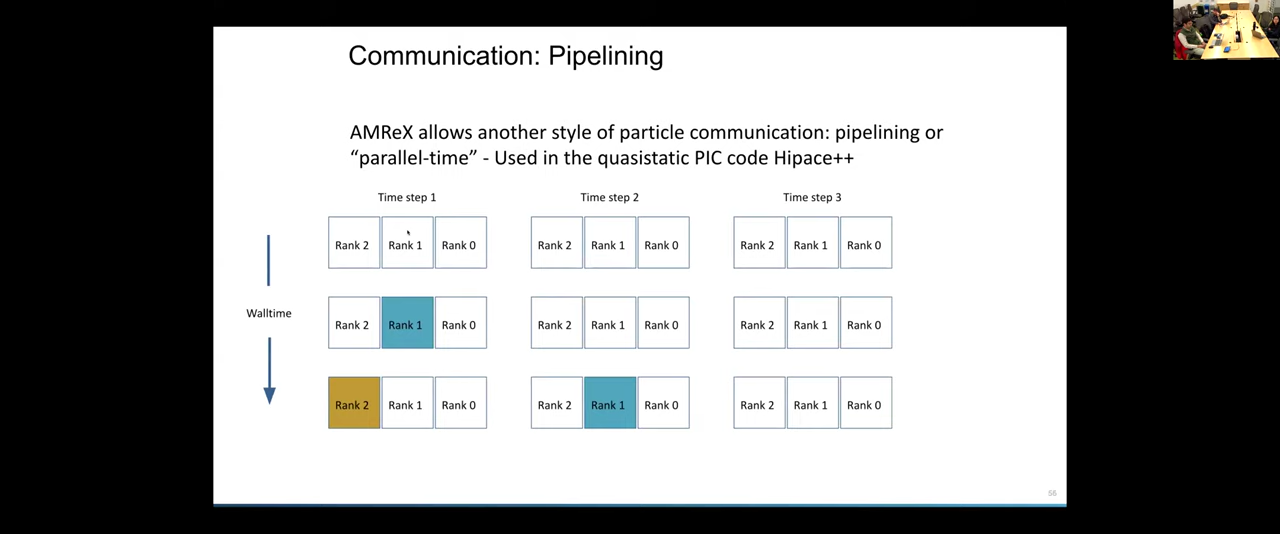 Communication: Pipelining
AMReX allows another style of particle communication: pipelining or
“parallel-time” - Used in the quasistatic PIC code Hipace++
Time step 1 Time step 2 Time step 3
Rank 2 Rank 1 Rank 0 Rank 2 Rank 1 Rank 0 Rank 2 Rank 1 Rank 0
Walltime
Rank 2 Rank 1 Rank 0 Rank 2 Rank 1 Rank 0 Rank 2 Rank 1 Rank 0
Rank 2 Rank 1 Rank 0 Rank 2 Rank 1 Rank 0 Rank 2 Rank 1 Rank 0
56